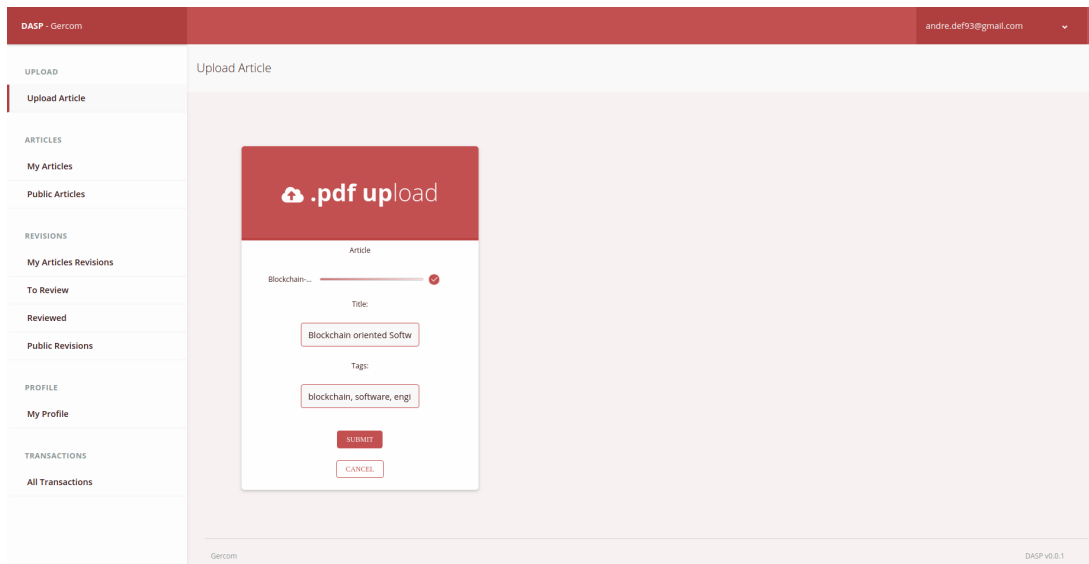 DASP - Gercom
andre.def93@gmail.com
UPLOAD
Upload Article
ARTICLES
My Articles
Public Articles
REVISIONS
My Articles Revisions
To Review
Reviewed
Public Revisions
PROFILE
My Profile
TRANSACTIONS
All Transactions
Upload Article
.pdf upload
Article
Blockchain-...
Title:
Blockchain oriented Softw
Tags:
blockchain, software, engi
SUBMIT
CANCEL
Gercom
DASP v0.0.1